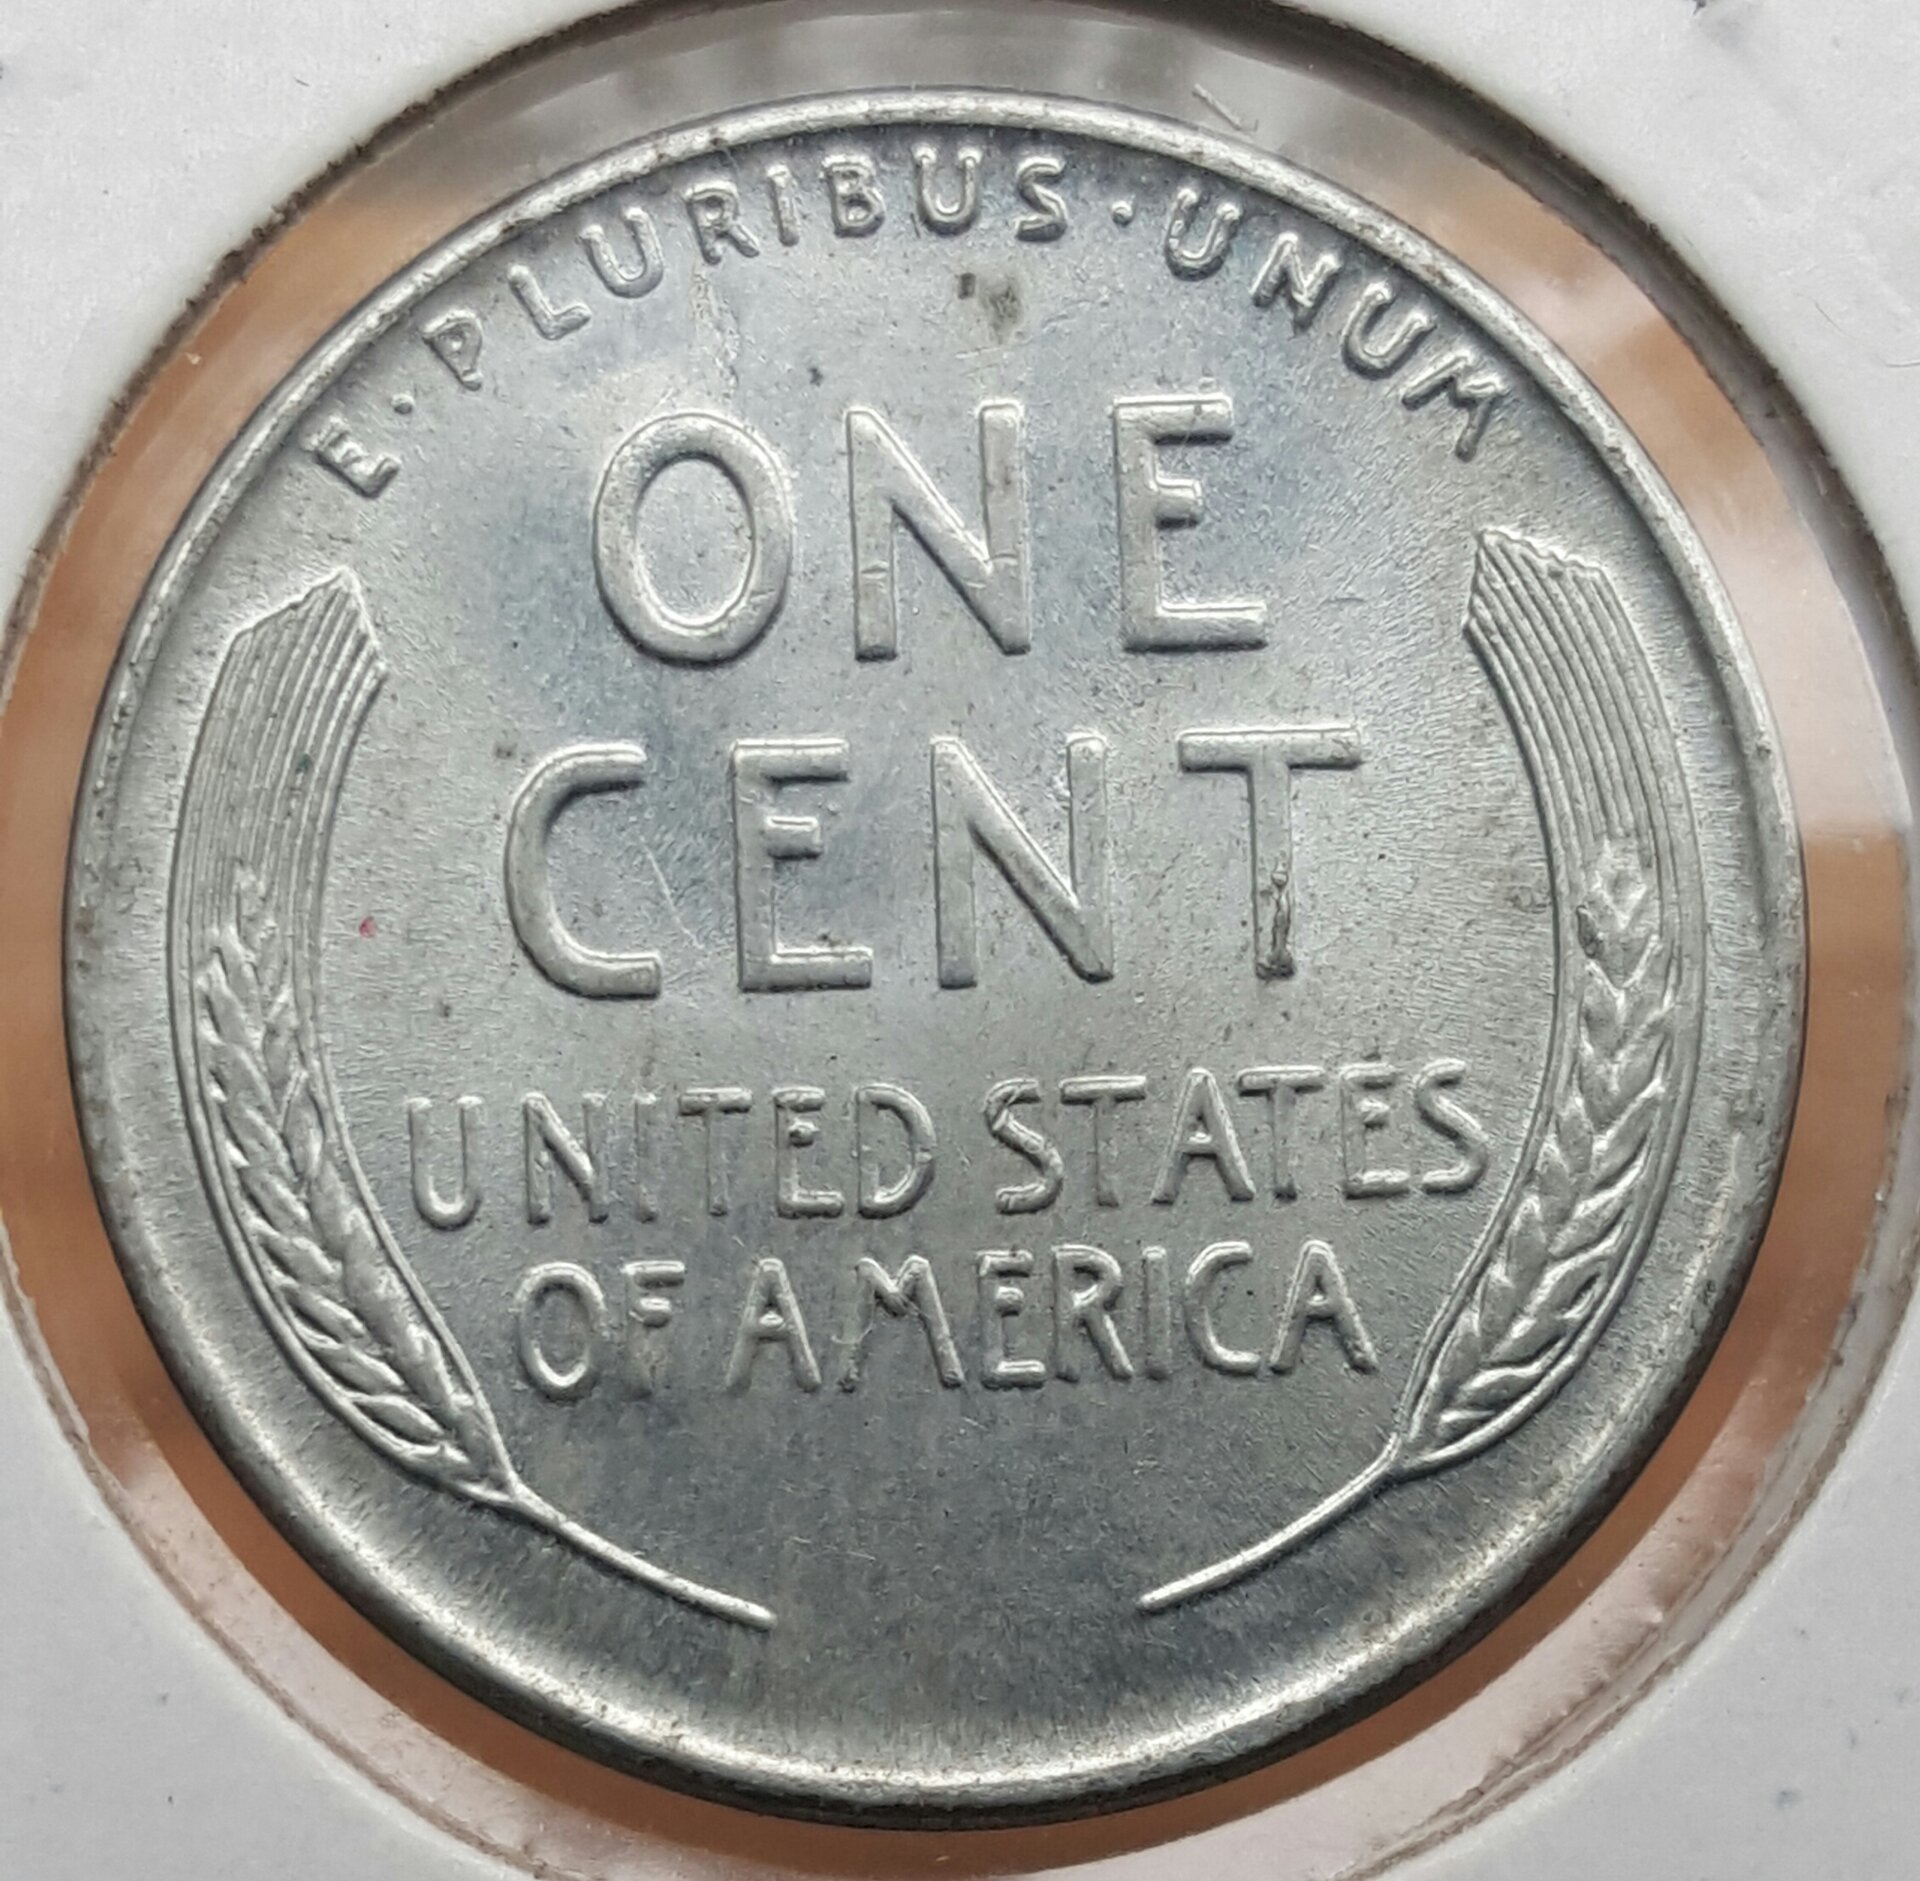 E·PLURIBUS·UNUM
ONE
CENT
UNITED STATES
OF AMERICA